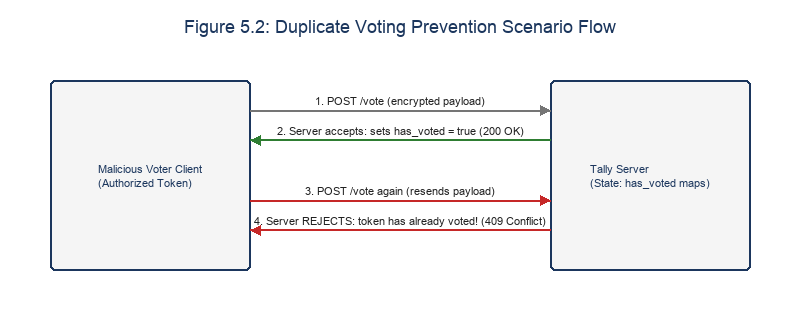 Figure 5.2: Duplicate Voting Prevention Scenario Flow
1. POST /vote (encrypted payload)
2. Server accepts: sets has_voted = true (200 OK)
Malicious Voter Client
(Authorized Token)
Tally Server
(State: has_voted maps)
3. POST /vote again (resends payload)
4. Server REJECTS: token has already voted! (409 Conflict)